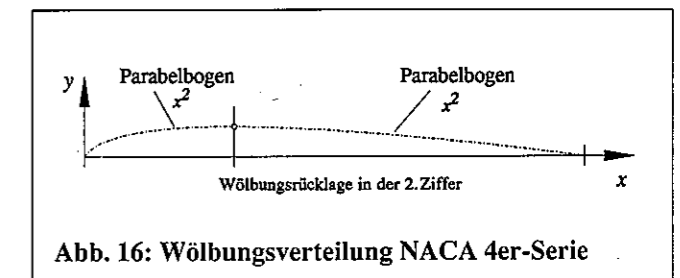 y
Parabelbogen
x²
Parabelbogen
x²
Wölbungsrücklage in der 2.Ziffer
x
Abb. 16: Wölbungsverteilung NACA 4er-Serie